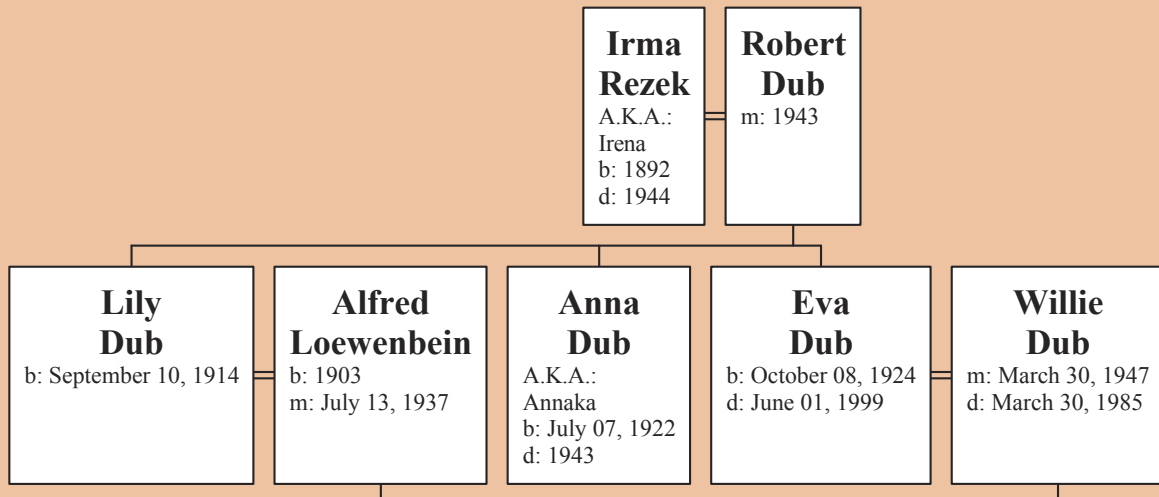 Irma
Rezek
A.K.A.:
Irena
b: 1892
d: 1944
Robert
Dub
m: 1943
Lily
Dub
b: September 10, 1914
Alfred
Loewenbein
b: 1903
m: July 13, 1937
Anna
Dub
A.K.A.:
Annaka
b: July 07, 1922
d: 1943
Eva
Dub
b: October 08, 1924
d: June 01, 1999
Willie
Dub
m: March 30, 1947
d: March 30, 1985